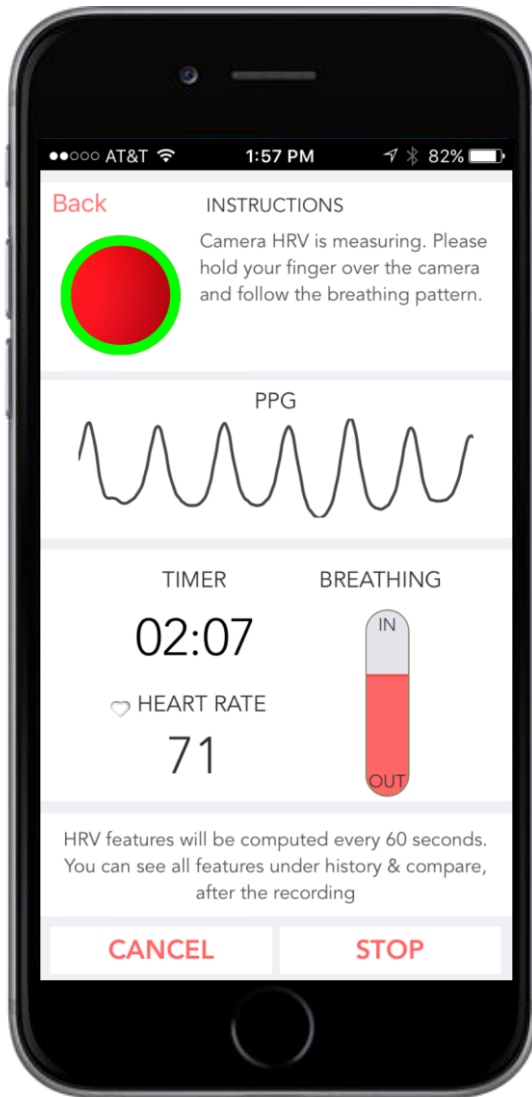 AT&T 1:57 PM 82%
Back
INSTRUCTIONS
Camera HRV is measuring. Please
hold your finger over the camera
and follow the breathing pattern.
PPG
TIMER
02:07
HEART RATE
71
BREATHING
IN
OUT
HRV features will be computed every 60 seconds.
You can see all features under history & compare,
after the recording
CANCEL
STOP